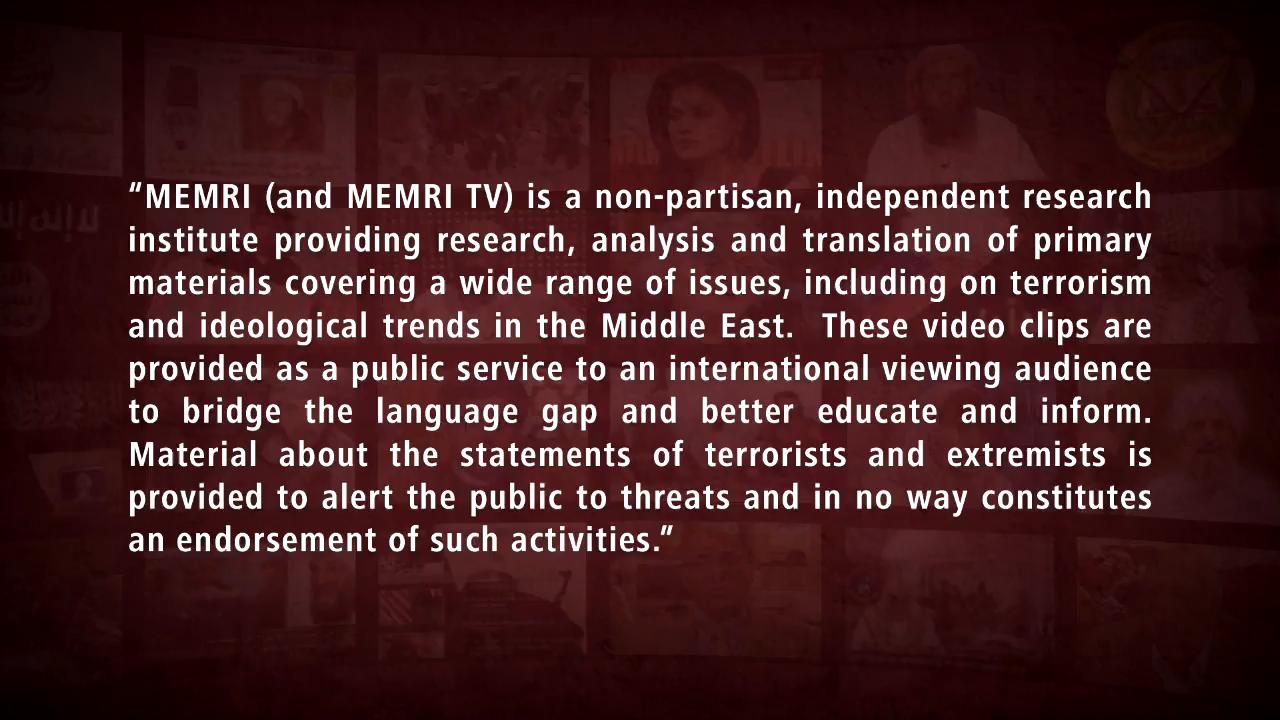 “MEMRI (and MEMRI TV) is a non-partisan, independent research
institute providing research, analysis and translation of primary
materials covering a wide range of issues, including on terrorism
and ideological trends in the Middle East.  These video clips are
provided as a public service to an international viewing audience
to bridge the language gap and better educate and inform.
Material about the statements of terrorists and extremists is
provided to alert the public to threats and in no way constitutes
an endorsement of such activities.”